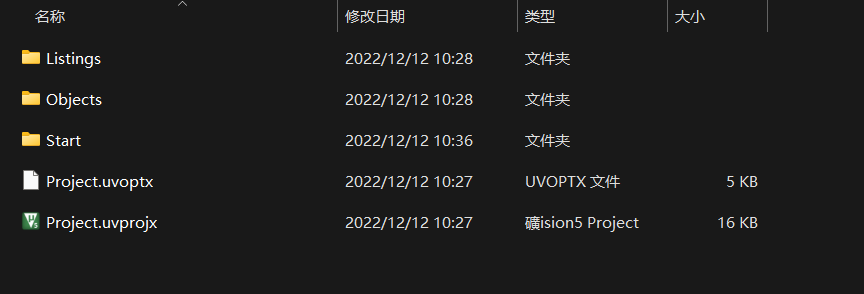 名称 修改日期 类型 大小
Listings 2022/12/12 10:28 文件夹
Objects 2022/12/12 10:28 文件夹
Start 2022/12/12 10:36 文件夹
Project.uvoptx 2022/12/12 10:27 UVOPTX 文件 5 KB
Project.uvprojx 2022/12/12 10:27 礦ision5 Project 16 KB